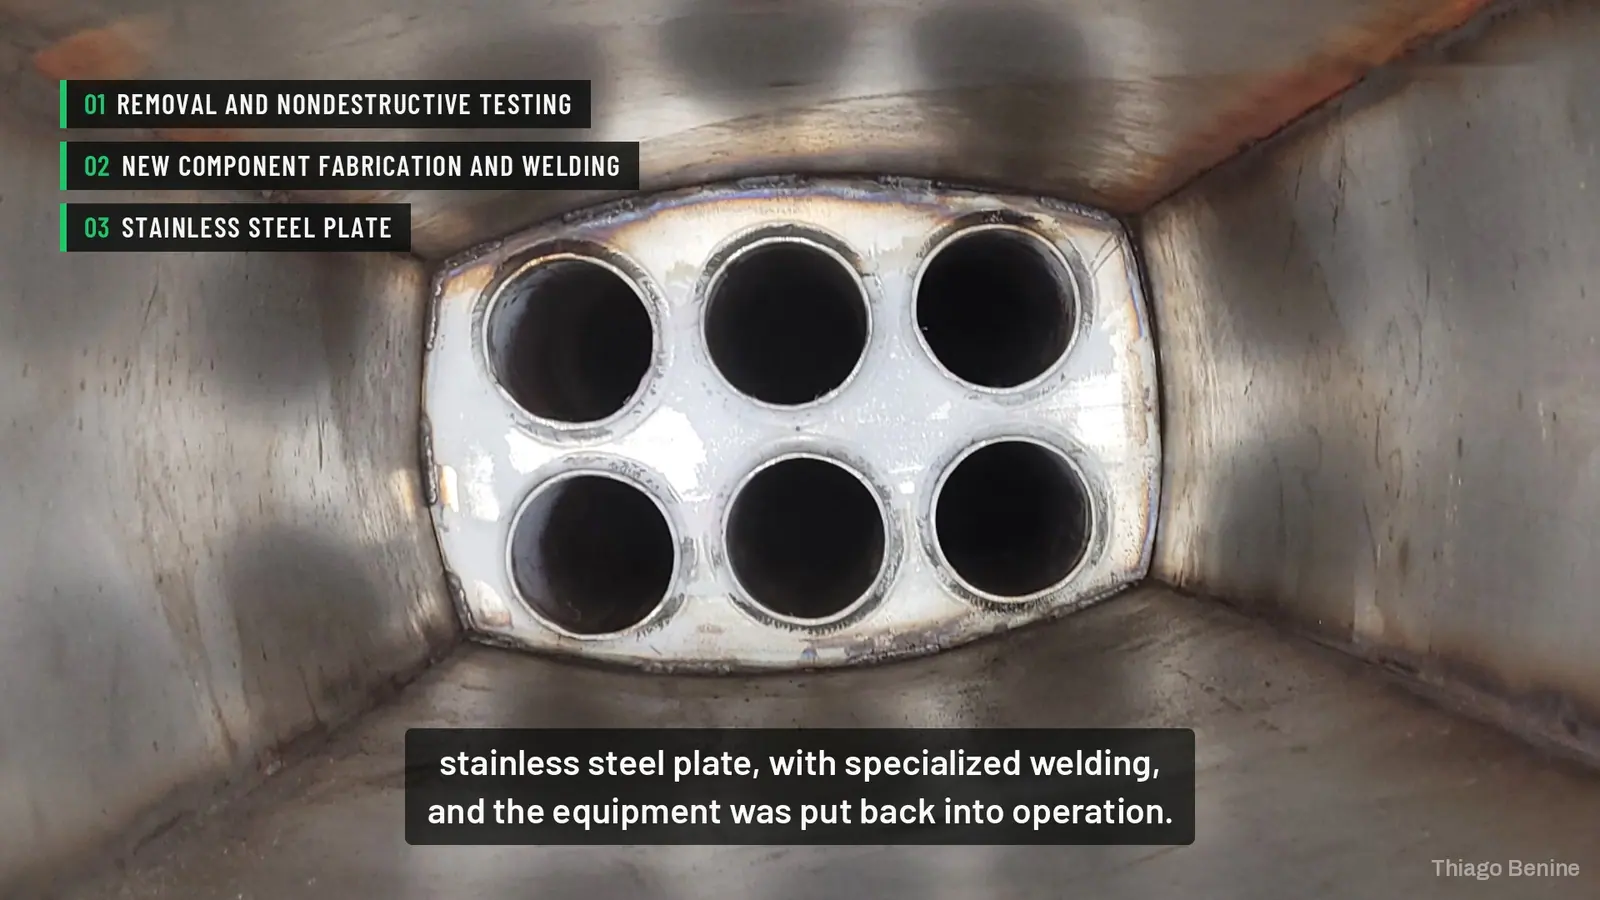 01 REMOVAL AND NONDESTRUCTIVE TESTING
02 NEW COMPONENT FABRICATION AND WELDING
03 STAINLESS STEEL PLATE
stainless steel plate, with specialized welding,
and the equipment was put back into operation.
Thiago Benine